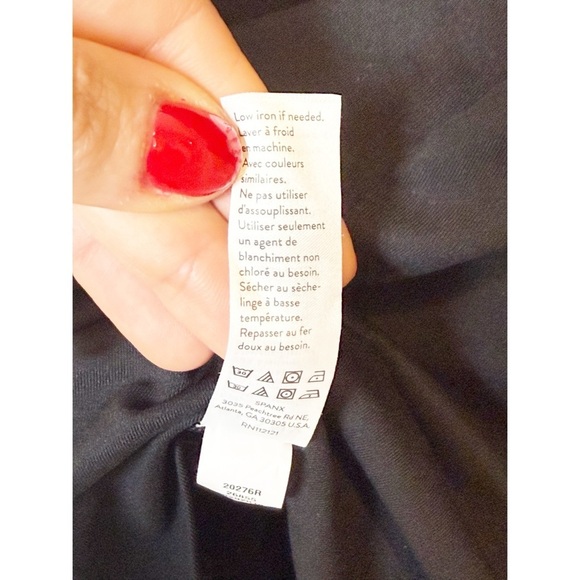 Low iron if needed.
Laver à froid
en machine.
Avec couleurs
similaires.
Ne pas utiliser
d'assouplissant.
Utiliser seulement
un agent de
blanchiment non
chloré au besoin.
Sécher au sèche-
linge à basse
température.
Repasser au fer
doux au besoin.
SPANX
3035 Peachtree Rd NE,
Atlanta, GA 30305 U.S.A.
RN112121
20276R